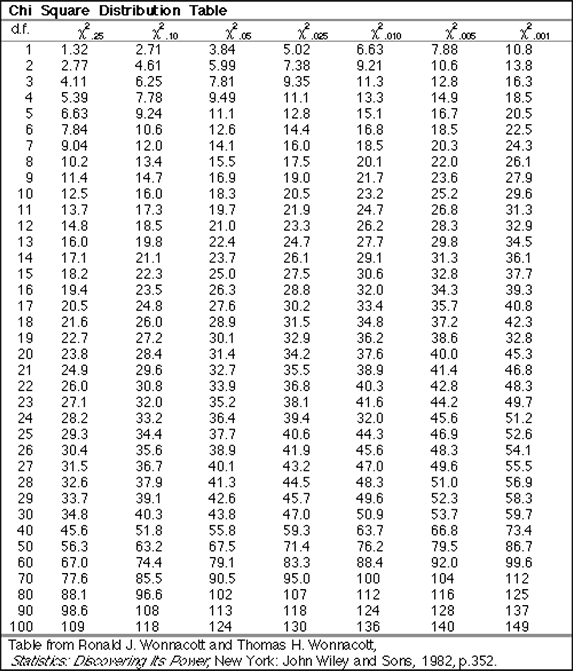 Chi Square Distribution Table
d.f. χ².25 χ².10 χ².05 χ².025 χ².010 χ².005 χ².001
1 1.32 2.71 3.84 5.02 6.63 7.88 10.8
2 2.77 4.61 5.99 7.38 9.21 10.6 13.8
3 4.11 6.25 7.81 9.35 11.3 12.8 16.3
4 5.39 7.78 9.49 11.1 13.3 14.9 18.5
5 6.63 9.24 11.1 12.8 15.1 16.7 20.5
6 7.84 10.6 12.6 14.4 16.8 18.5 22.5
7 9.04 12.0 14.1 16.0 18.5 20.3 24.3
8 10.2 13.4 15.5 17.5 20.1 22.0 26.1
9 11.4 14.7 16.9 19.0 21.7 23.6 27.9
10 12.5 16.0 18.3 20.5 23.2 25.2 29.6
11 13.7 17.3 19.7 21.9 24.7 26.8 31.3
12 14.8 18.5 21.0 23.3 26.2 28.3 32.9
13 16.0 19.8 22.4 24.7 27.7 29.8 34.5
14 17.1 21.1 23.7 26.1 29.1 31.3 36.1
15 18.2 22.3 25.0 27.5 30.6 32.8 37.7
16 19.4 23.5 26.3 28.8 32.0 34.3 39.3
17 20.5 24.8 27.6 30.2 33.4 35.7 40.8
18 21.6 26.0 28.9 31.5 34.8 37.2 42.3
19 22.7 27.2 30.1 32.9 36.2 38.6 32.8
20 23.8 28.4 31.4 34.2 37.6 40.0 45.3
21 24.9 29.6 32.7 35.5 38.9 41.4 46.8
22 26.0 30.8 33.9 36.8 40.3 42.8 48.3
23 27.1 32.0 35.2 38.1 41.6 44.2 49.7
24 28.2 33.2 36.4 39.4 32.0 45.6 51.2
25 29.3 34.4 37.7 40.6 44.3 46.9 52.6
26 30.4 35.6 38.9 41.9 45.6 48.3 54.1
27 31.5 36.7 40.1 43.2 47.0 49.6 55.5
28 32.6 37.9 41.3 44.5 48.3 51.0 56.9
29 33.7 39.1 42.6 45.7 49.6 52.3 58.3
30 34.8 40.3 43.8 47.0 50.9 53.7 59.7
40 45.6 51.8 55.8 59.3 63.7 66.8 73.4
50 56.3 63.2 67.5 71.4 76.2 79.5 86.7
60 67.0 74.4 79.1 83.3 88.4 92.0 99.6
70 77.6 85.5 90.5 95.0 100 104 112
80 88.1 96.6 102 107 112 116 125
90 98.6 108 113 118 124 128 137
100 109 118 124 130 136 140 149
Table from Ronald J. Wonnacott and Thomas H. Wonnacott,
Statistics: Discovering Its Power, New York: John Wiley and Sons, 1982, p.352.